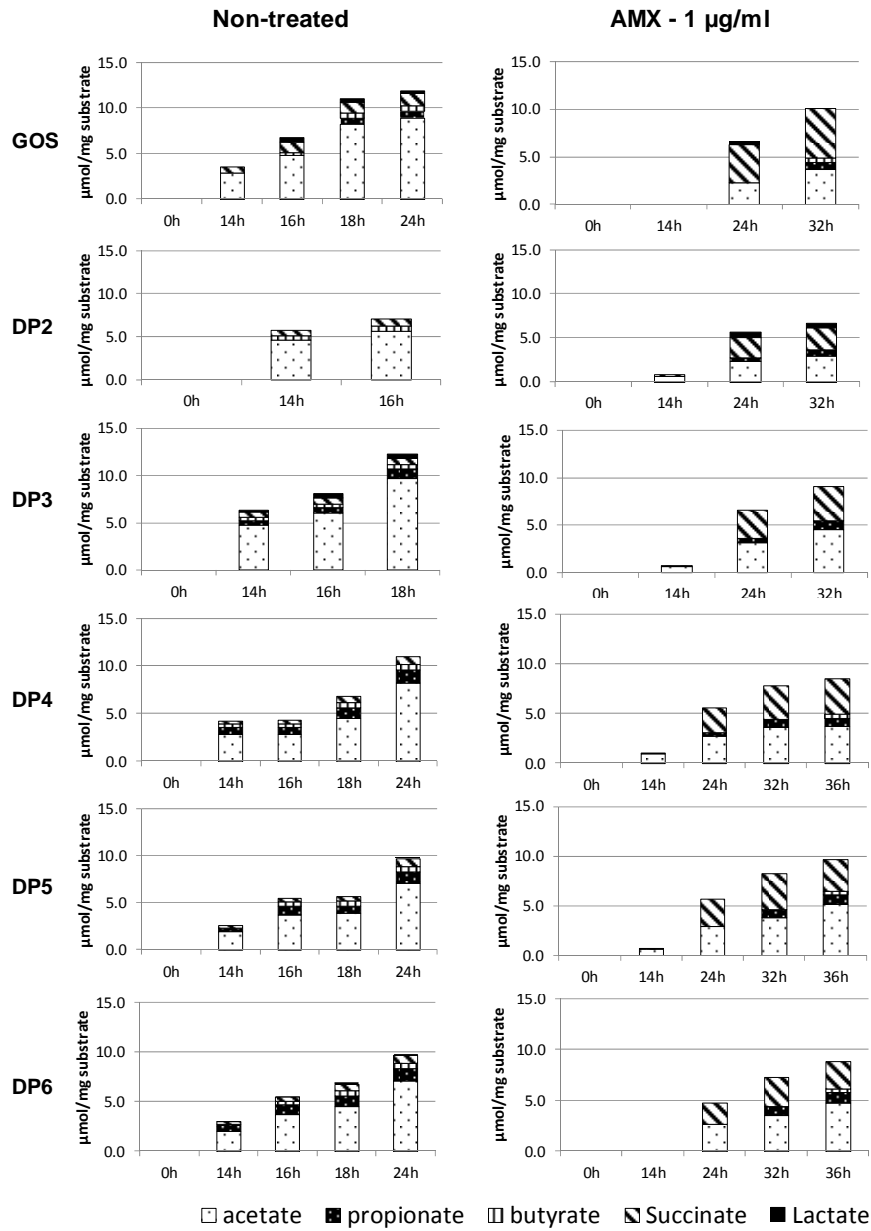 Non-treated AMX - 1 µg/ml
GOS
µmol/mg substrate
15.0
10.0
5.0
0.0
0h 14h 16h 18h 24h
µmol/mg substrate
15.0
10.0
5.0
0.0
0h 14h 24h 32h
DP2
µmol/mg substrate
15.0
10.0
5.0
0.0
0h 14h 16h
µmol/mg substrate
15.0
10.0
5.0
0.0
0h 14h 24h 32h
DP3
µmol/mg substrate
15.0
10.0
5.0
0.0
0h 14h 16h 18h
µmol/mg substrate
15.0
10.0
5.0
0.0
0h 14h 24h 32h
DP4
µmol/mg substrate
15.0
10.0
5.0
0.0
0h 14h 16h 18h 24h
µmol/mg substrate
15.0
10.0
5.0
0.0
0h 14h 24h 32h 36h
DP5
µmol/mg substrate
15.0
10.0
5.0
0.0
0h 14h 16h 18h 24h
µmol/mg substrate
15.0
10.0
5.0
0.0
0h 14h 24h 32h 36h
DP6
µmol/mg substrate
15.0
10.0
5.0
0.0
0h 14h 16h 18h 24h
µmol/mg substrate
15.0
10.0
5.0
0.0
0h 14h 24h 32h 36h
acetate propionate butyrate Succinate Lactate